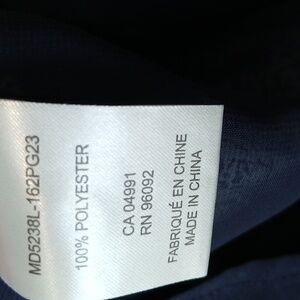 MD5238L-162PG23
100% POLYESTER
CA 04991
RN 96092
FABRIQUÉ EN CHINE
MADE IN CHINA